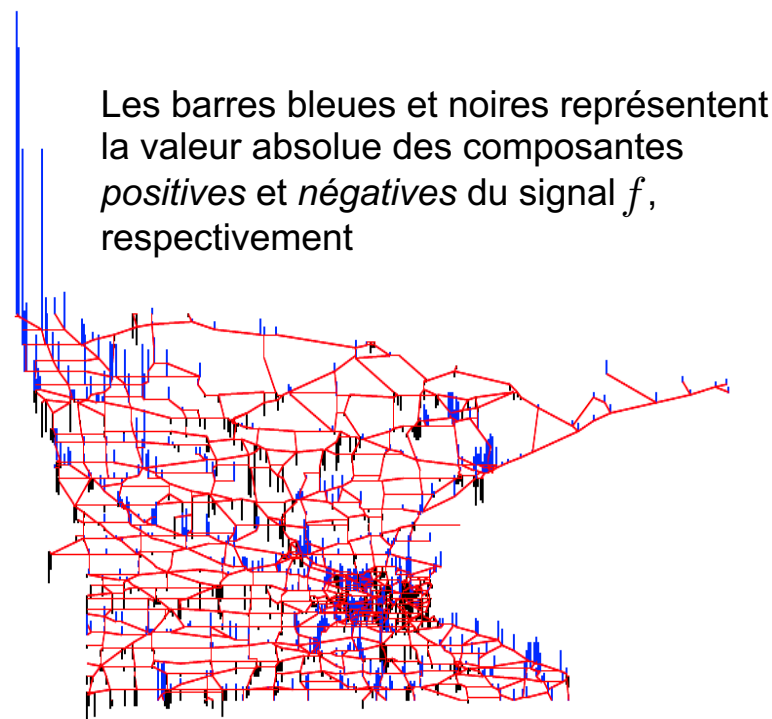 Les barres bleues et noires représentent
la valeur absolue des composantes
positives et négatives du signal f,
respectivement